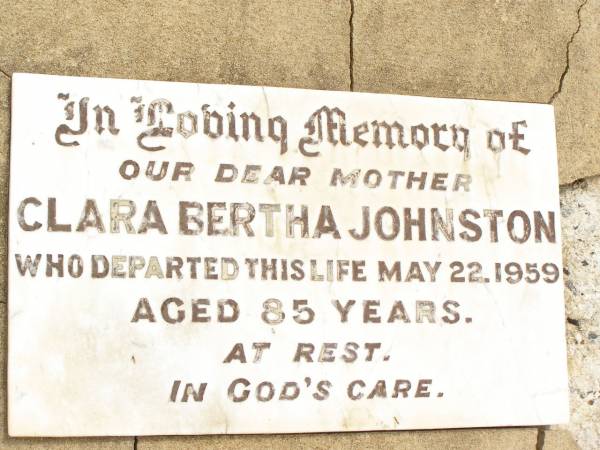 In Loving Memory of
OUR DEAR MOTHER
CLARA BERTHA JOHNSTON
WHO DEPARTED THIS LIFE MAY 22.1959
AGED 85 YEARS.
AT REST.
IN GOD'S CARE.